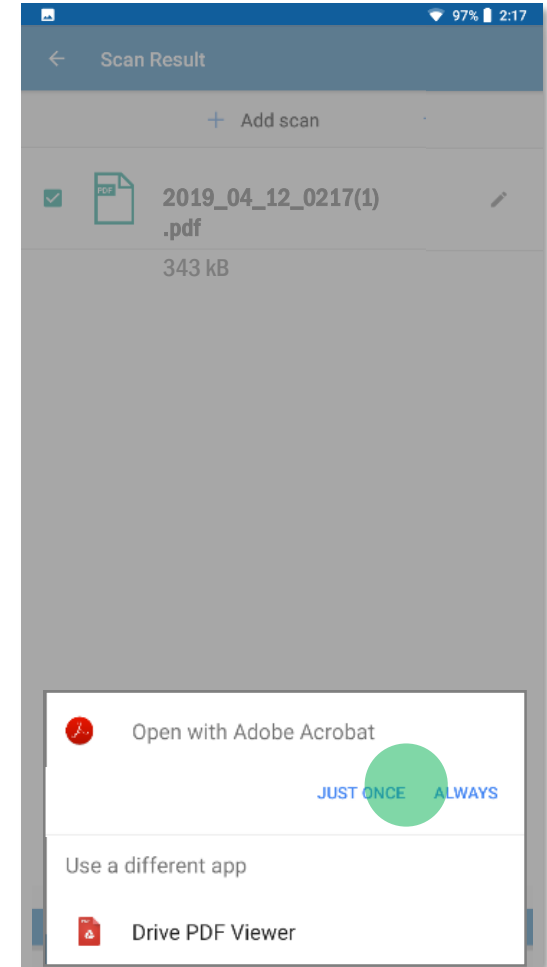 97% 2:17
Scan Result
+ Add scan
PDF
2019_04_12_0217(1)
.pdf
343 kB
Open with Adobe Acrobat
JUST ONCE ALWAYS
Use a different app
Drive PDF Viewer